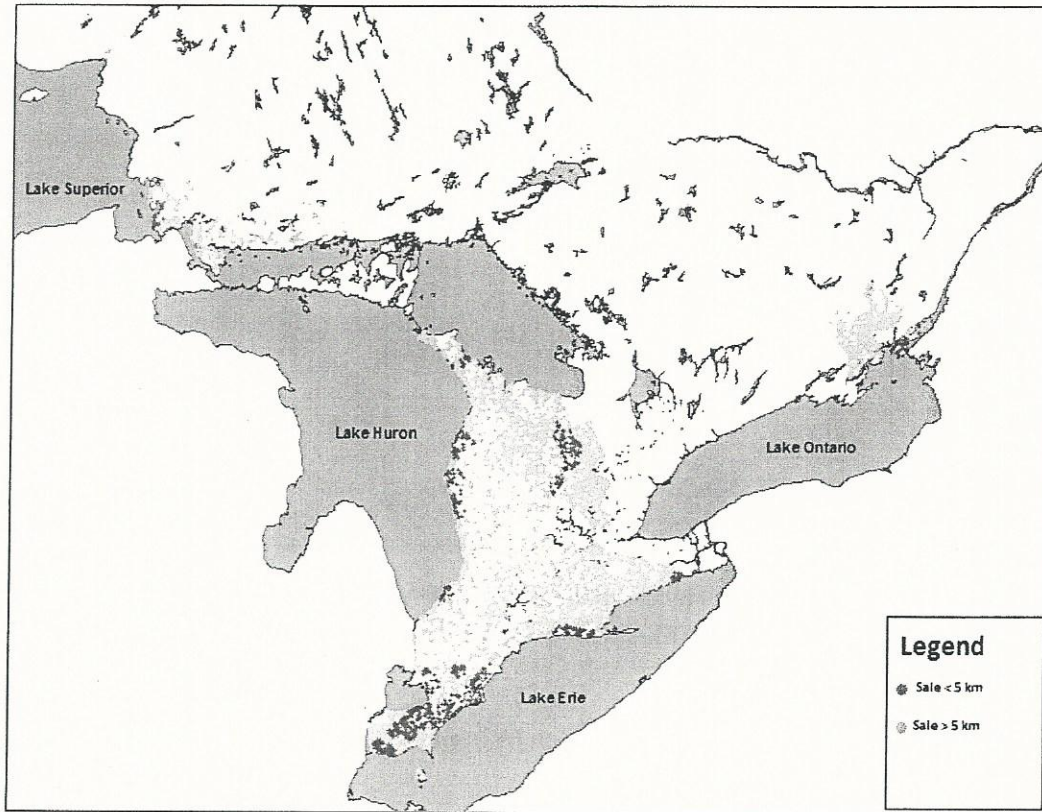 Lake Superior
Lake Huron
Lake Ontario
Lake Erie
Legend
Sale < 5 km
Sale > 5 km